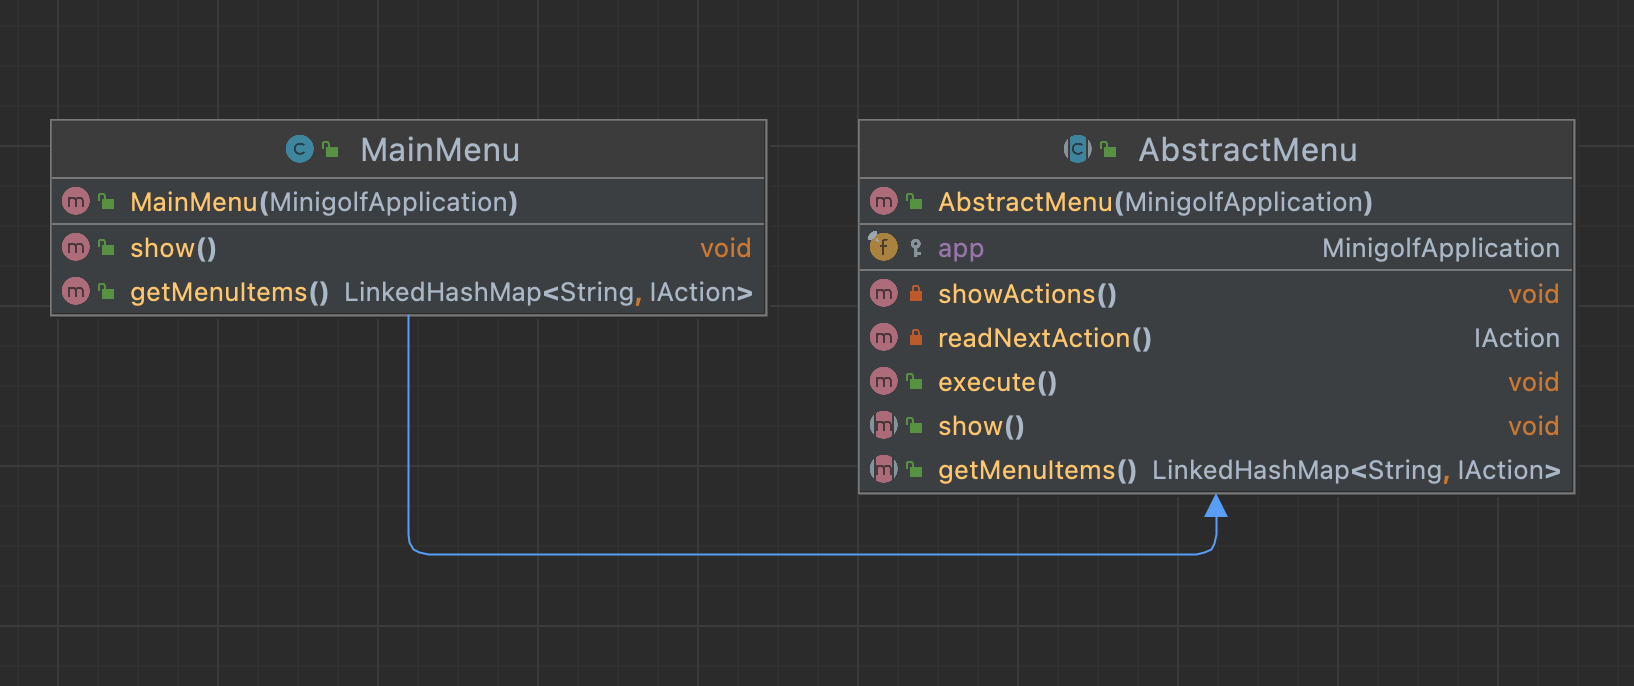 MainMenu
MainMenu(MinigolfApplication)
show() void
getMenuItems() LinkedHashMap<String, IAction>
AbstractMenu
AbstractMenu(MinigolfApplication)
app MinigolfApplication
showActions() void
readNextAction() IAction
execute() void
show() void
getMenuItems() LinkedHashMap<String, IAction>